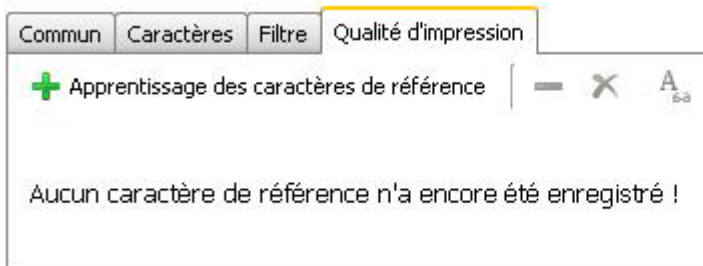 Commun Caractères Filtre Qualité d'impression
Apprentissage des caractères de référence
Aucun caractère de référence n'a encore été enregistré !